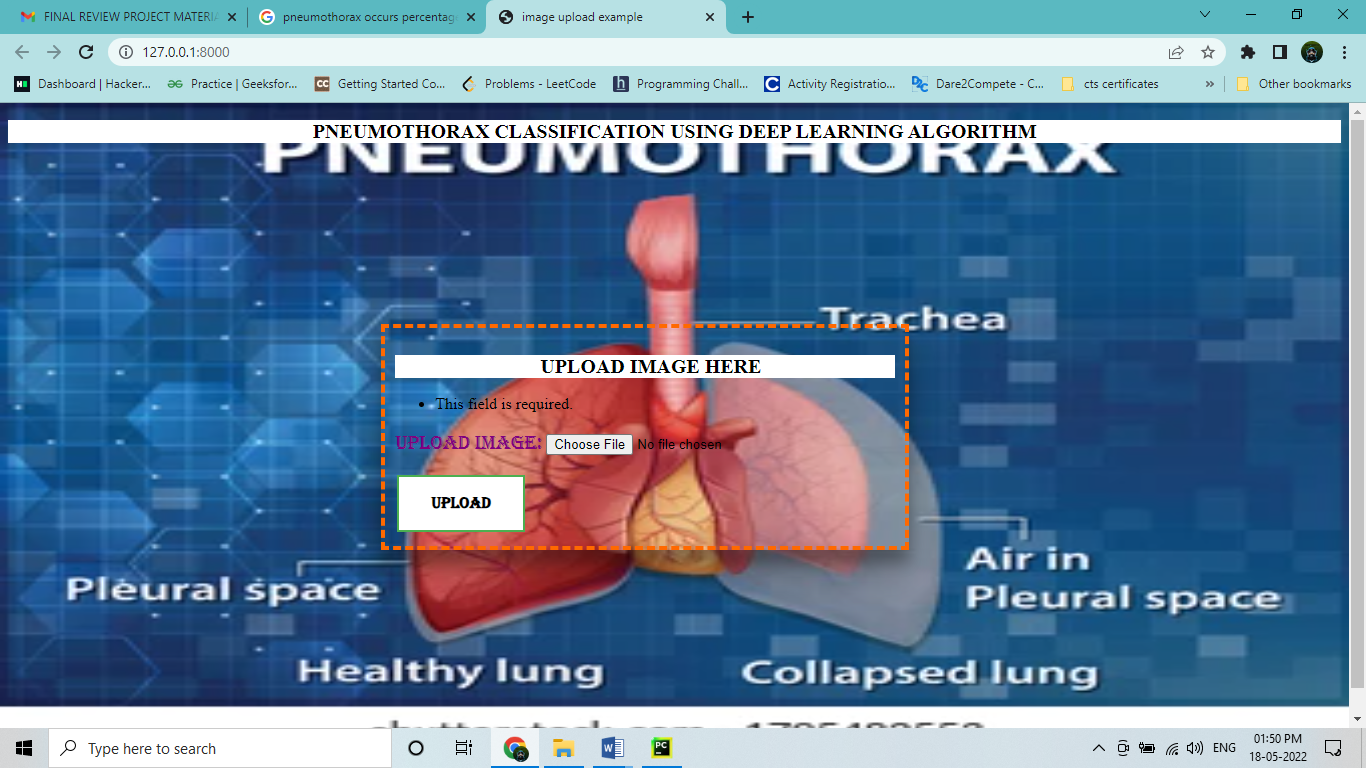 FINAL REVIEW PROJECT MATERIA
pneumothorax occurs percentag
image upload example
127.0.0.1:8000
Dashboard | Hacker...
Practice | Geeksfor...
Getting Started Co...
Problems - LeetCode
Programming Chall...
Activity Registratio...
Dare2Compete - C...
cts certificates
»
Other bookmarks
PNEUMOTHORAX CLASSIFICATION USING DEEP LEARNING ALGORITHM
PNEUMOTHORAX
Trachea
UPLOAD IMAGE HERE
• This field is required.
UPLOAD IMAGE: Choose File No file chosen
UPLOAD
Air in
Pleural space
Pleural space
Healthy lung
Collapsed lung
Type here to search
ENG
01:50 PM
18-05-2022